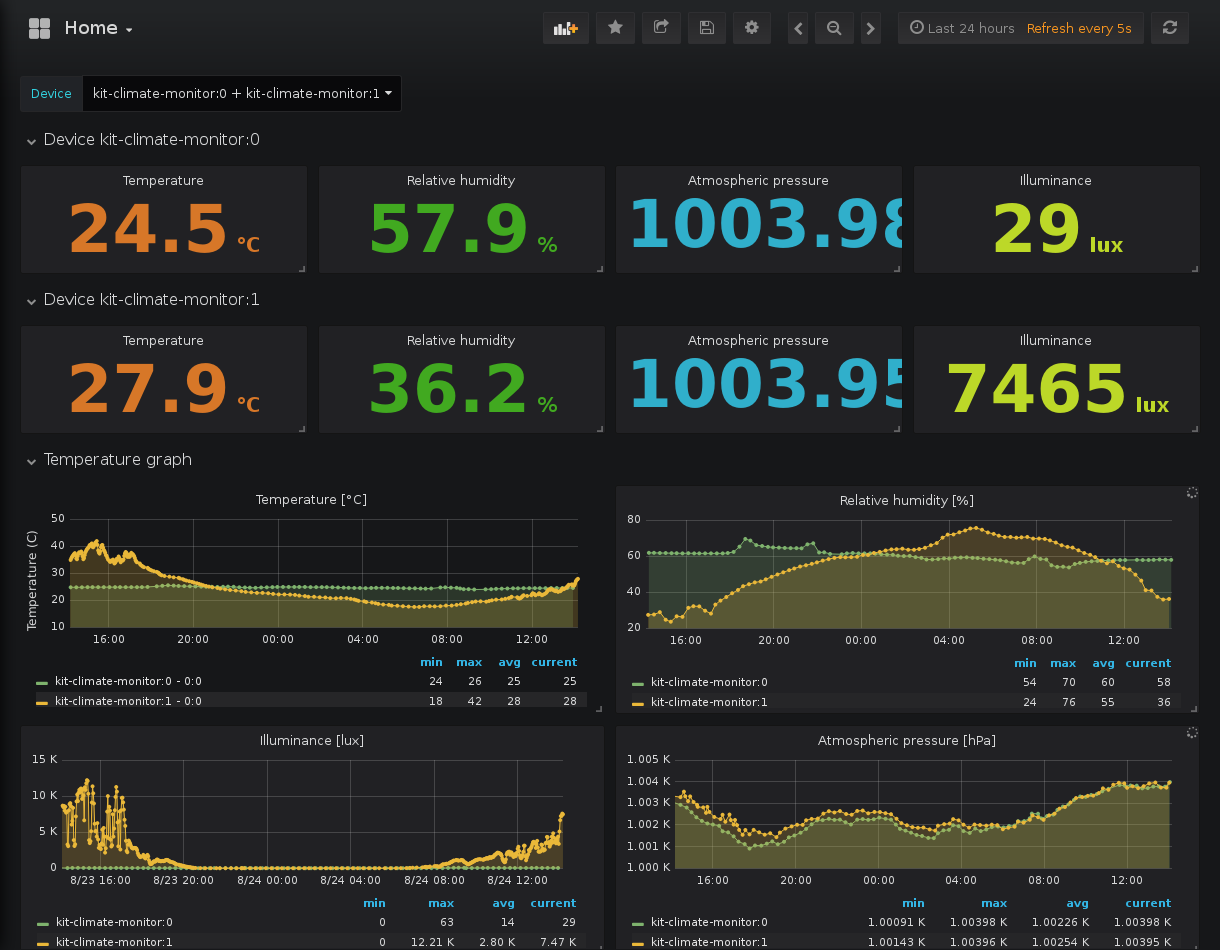 Home
Last 24 hours Refresh every 5s
Device kit-climate-monitor:0 + kit-climate-monitor:1
Device kit-climate-monitor:0
Temperature Relative humidity Atmospheric pressure Illuminance
24.5 °C 57.9 % 1003.98 29 lux
Device kit-climate-monitor:1
Temperature Relative humidity Atmospheric pressure Illuminance
27.9 °C 36.2 % 1003.95 7465 lux
Temperature graph
Temperature [°C]
Temperature (C)
50
40
30
20
10
16:00 20:00 00:00 04:00 08:00 12:00
min max avg current
kit-climate-monitor:0 - 0:0 24 26 25 25
kit-climate-monitor:1 - 0:0 18 42 28 28
Relative humidity [%]
80
60
40
20
16:00 20:00 00:00 04:00 08:00 12:00
min max avg current
kit-climate-monitor:0 54 70 60 58
kit-climate-monitor:1 24 76 55 36
Illuminance [lux]
15 K
10 K
5 K
0
8/23 16:00 8/23 20:00 8/24 00:00 8/24 04:00 8/24 08:00 8/24 12:00
min max avg current
kit-climate-monitor:0 0 63 14 29
kit-climate-monitor:1 0 12.21 K 2.80 K 7.47 K
Atmospheric pressure [hPa]
1.005 K
1.004 K
1.003 K
1.002 K
1.001 K
1.000 K
16:00 20:00 00:00 04:00 08:00 12:00
min max avg current
kit-climate-monitor:0 1.00091 K 1.00398 K 1.00226 K 1.00398 K
kit-climate-monitor:1 1.00143 K 1.00396 K 1.00254 K 1.00395 K